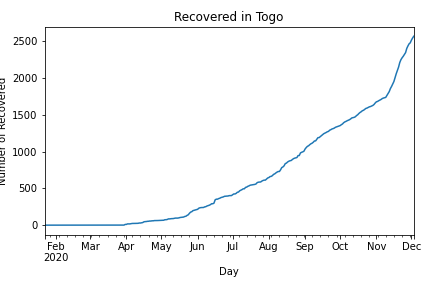 Recovered in Togo
Number of Recovered
2500
2000
1500
1000
500
0
Feb Mar Apr May Jun Jul Aug Sep Oct Nov Dec
2020
Day